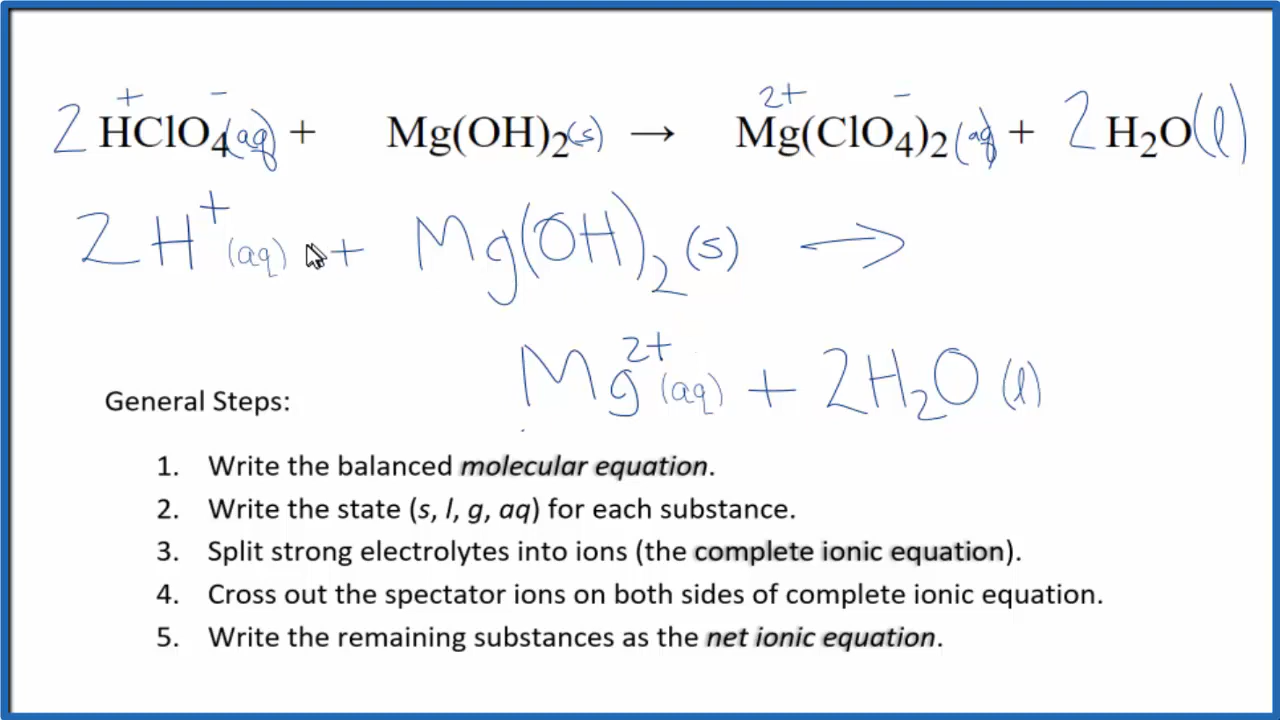 2HClO₄(aq) + Mg(OH)₂(s) → Mg(ClO₄)₂(aq) + 2H₂O(l)
+ - 2+ -
2H⁺(aq) + Mg(OH)₂(s) →
Mg²⁺(aq) + 2H₂O(l)
General Steps:
1. Write the balanced molecular equation.
2. Write the state (s, l, g, aq) for each substance.
3. Split strong electrolytes into ions (the complete ionic equation).
4. Cross out the spectator ions on both sides of complete ionic equation.
5. Write the remaining substances as the net ionic equation.